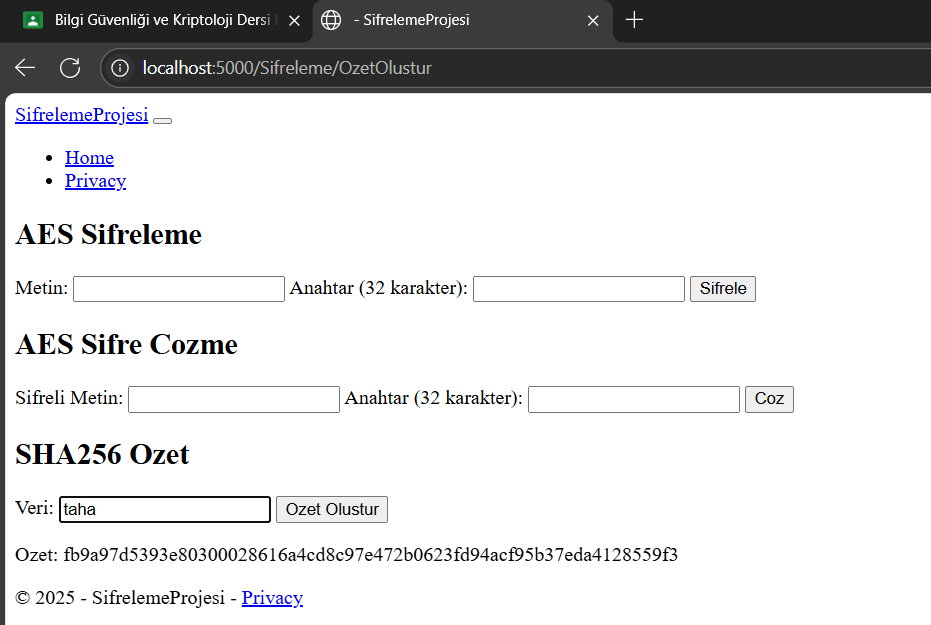 Bilgi Güvenliği ve Kriptoloji Dersi
- SifrelemeProjesi
localhost:5000/Sifreleme/OzetOlustur
SifrelemeProjesi
Home
Privacy
AES Sifreleme
Metin: Anahtar (32 karakter): Sifrele
AES Sifre Cozme
Sifreli Metin: Anahtar (32 karakter): Coz
SHA256 Ozet
Veri: taha Ozet Olustur
Ozet: fb9a97d5393e80300028616a4cd8c97e472b0623fd94acf95b37eda4128559f3
© 2025 - SifrelemeProjesi - Privacy